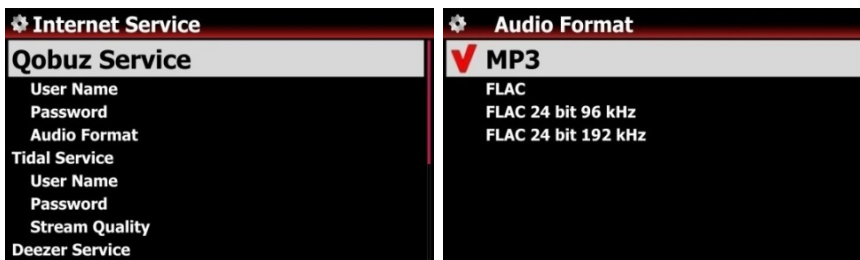 Internet Service
Qobuz Service
User Name
Password
Audio Format
Tidal Service
User Name
Password
Stream Quality
Deezer Service
Audio Format
MP3
FLAC
FLAC 24 bit 96 kHz
FLAC 24 bit 192 kHz